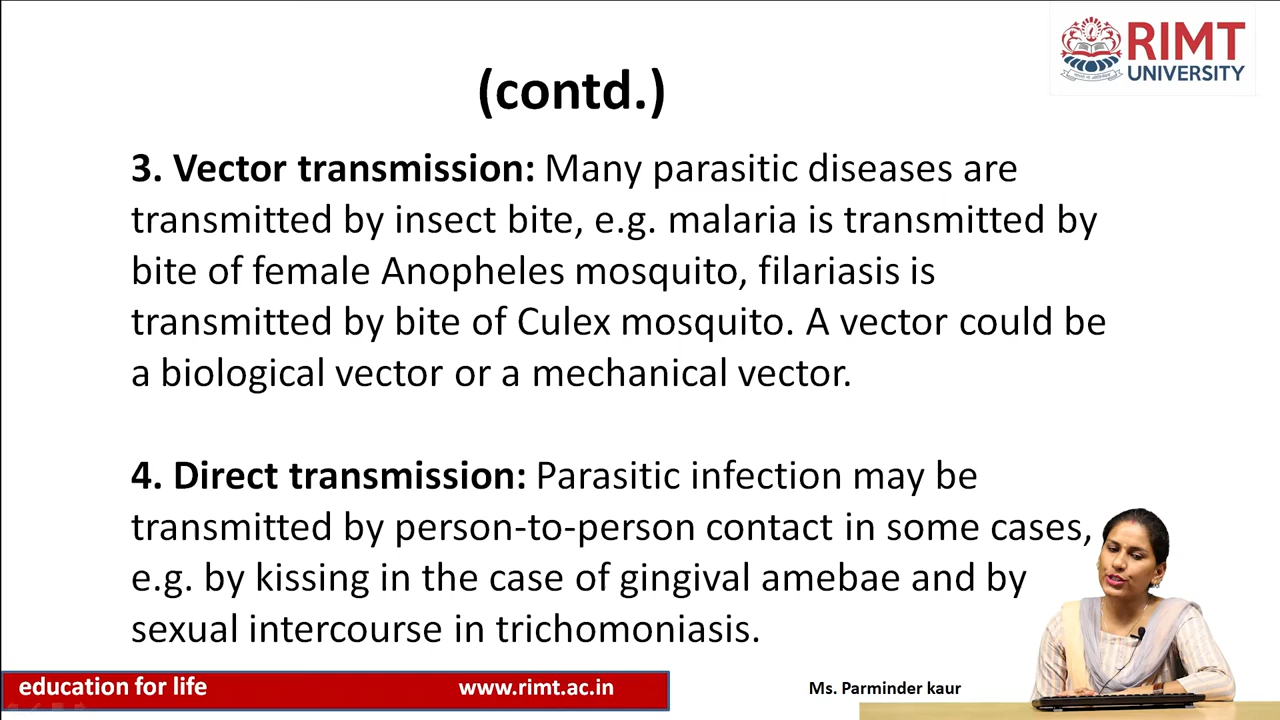 RIMT
UNIVERSITY
(contd.)
3. Vector transmission: Many parasitic diseases are
transmitted by insect bite, e.g. malaria is transmitted by
bite of female Anopheles mosquito, filariasis is
transmitted by bite of Culex mosquito. A vector could be
a biological vector or a mechanical vector.
4. Direct transmission: Parasitic infection may be
transmitted by person-to-person contact in some cases,
e.g. by kissing in the case of gingival amebae and by
sexual intercourse in trichomoniasis.
education for life
www.rimt.ac.in
Ms. Parminder kaur